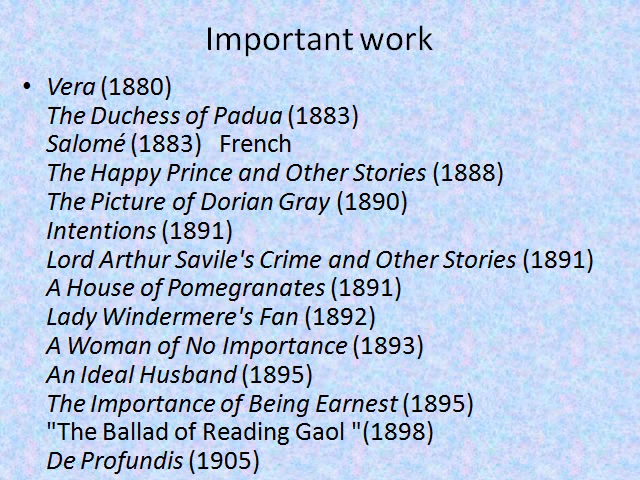 Important work
• Vera (1880)
The Duchess of Padua (1883)
Salomé (1883)   French
The Happy Prince and Other Stories (1888)
The Picture of Dorian Gray (1890)
Intentions (1891)
Lord Arthur Savile's Crime and Other Stories (1891)
A House of Pomegranates (1891)
Lady Windermere's Fan (1892)
A Woman of No Importance (1893)
An Ideal Husband (1895)
The Importance of Being Earnest (1895)
"The Ballad of Reading Gaol "(1898)
De Profundis (1905)